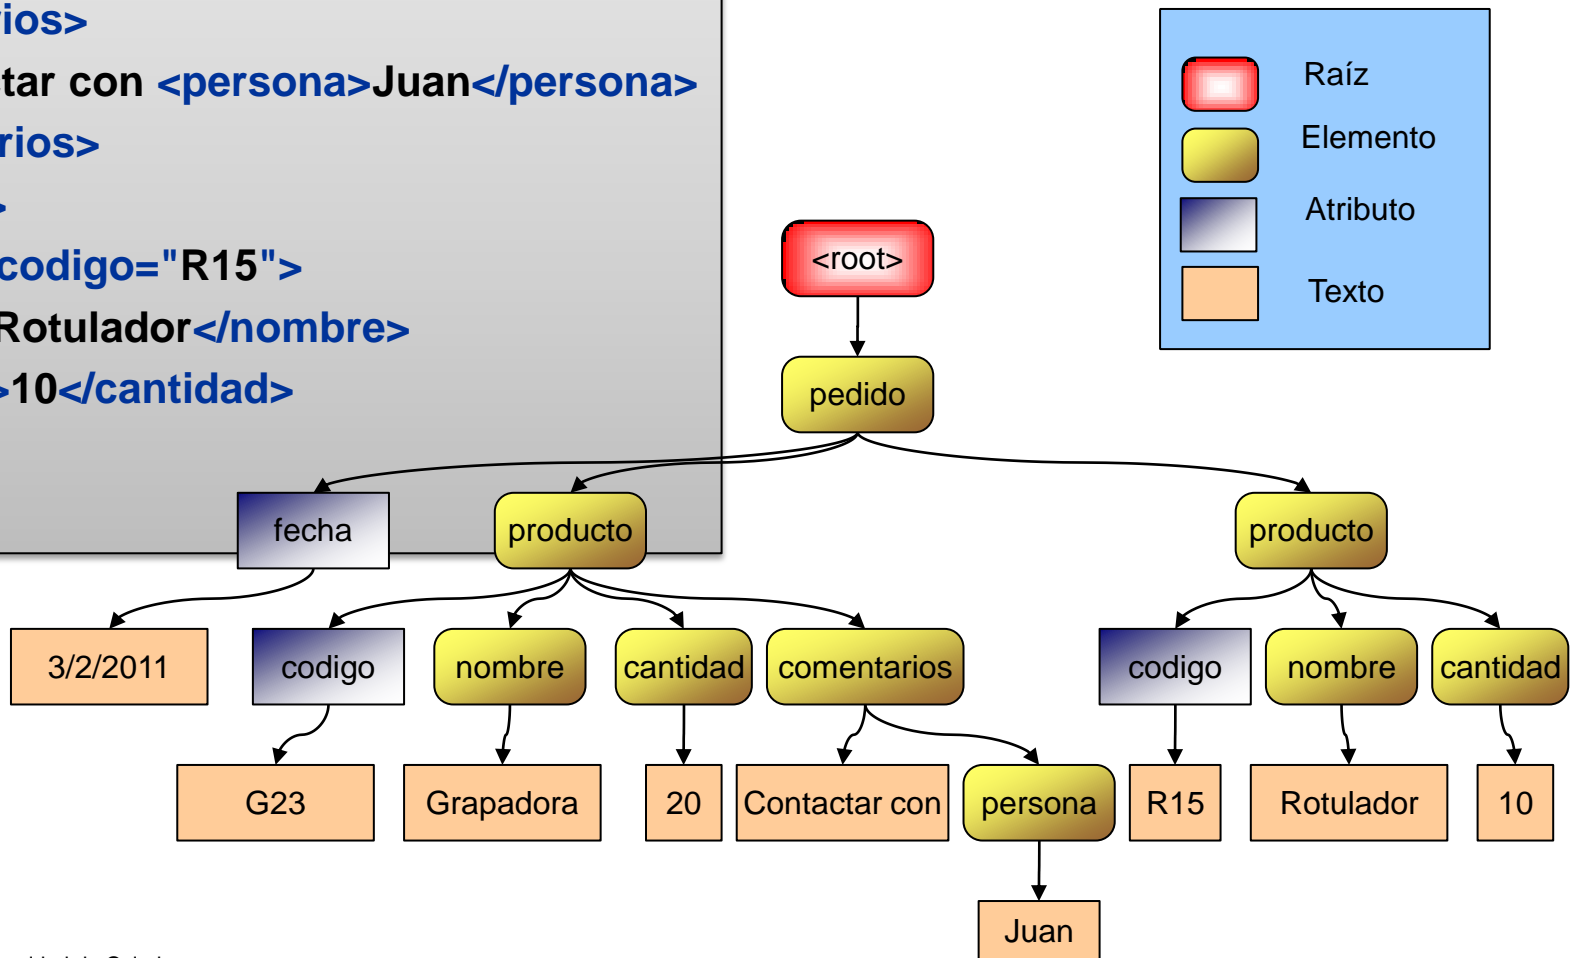 ios>
tar con <persona>Juan</persona>
rios>
>
codigo="R15">
Rotulador</nombre>
>10</cantidad>
Raíz
Elemento
Atributo
Texto
<root>
pedido
fecha
producto
producto
3/2/2011
codigo
nombre
cantidad
comentarios
codigo
nombre
cantidad
G23
Grapadora
20
Contactar con
persona
R15
Rotulador
10
Juan